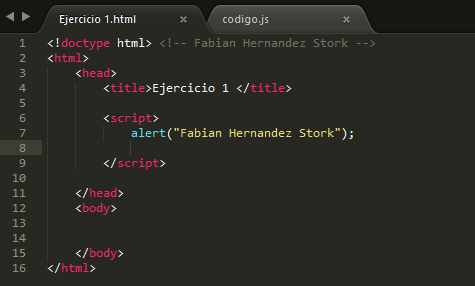 Ejercicio 1.html × codigo.js ×
1 <!doctype html> <!-- Fabian Hernandez Stork -->
2 <html>
3 <head>
4 <title>Ejercicio 1 </title>
5
6 <script>
7 alert("Fabian Hernandez Stork");
8
9 </script>
10
11 </head>
12 <body>
13
14
15 </body>
16 </html>